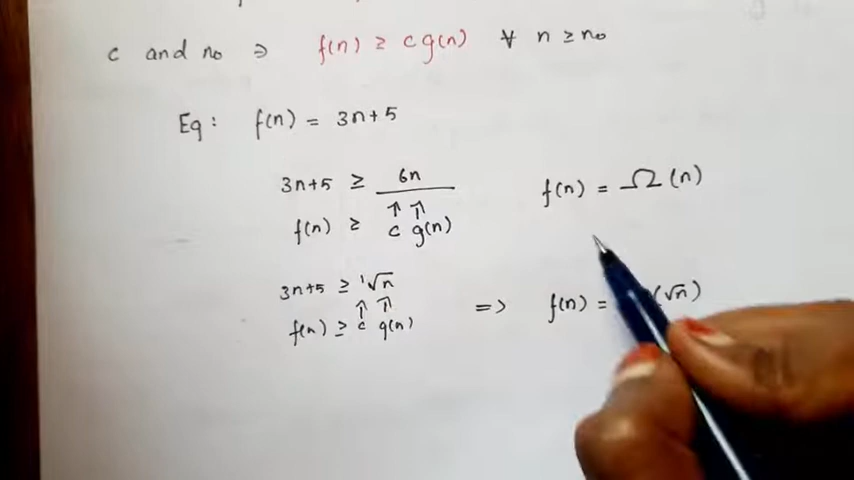 c and n₀ ∋ f(n) ≥ c g(n) ∀ n ≥ n₀
Eg: f(n) = 3n+5
3n+5 ≥ 6n
f(n) = Ω(n)
↑ ↑
f(n) ≥ c g(n)
3n+5 ≥ 1√n
↑ ↑
f(n) ≥ c g(n)
=> f(n) = (√n)